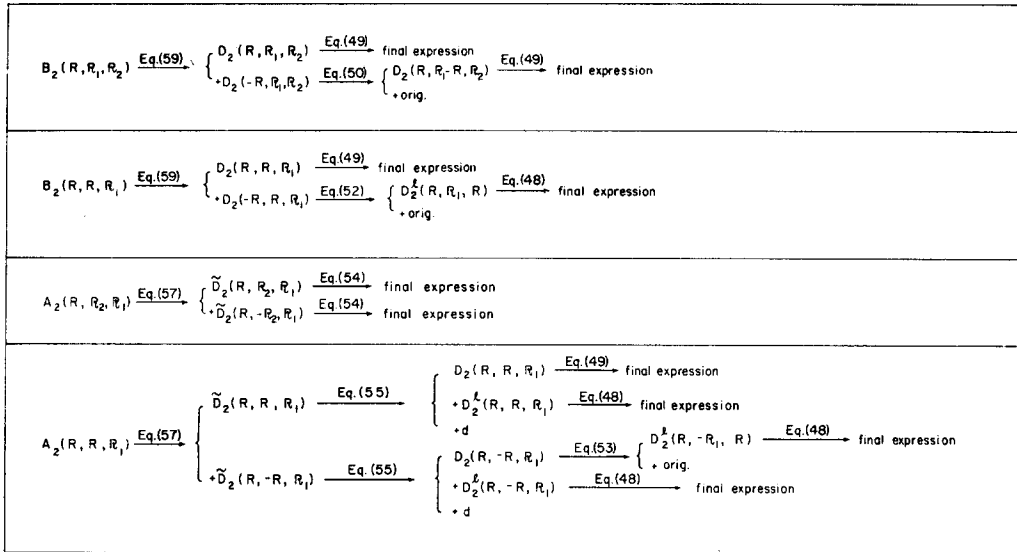 B₂(R,R₁,R₂) Eq.(59) { D₂(R,R₁,R₂) Eq.(49) final expression
+D₂(-R,R₁,R₂) Eq.(50) { D₂(R,R₁-R,R₂) Eq.(49) final expression
+ orig.
B₂(R,R,R₁) Eq.(59) { D₂(R,R,R₁) Eq.(49) final expression
+D₂(-R,R,R₁) Eq.(52) { D₂ˡ(R,R₁,R) Eq.(48) final expression
+ orig.
A₂(R,R₂,R₁) Eq.(57) { D̃₂(R,R₂,R₁) Eq.(54) final expression
+D̃₂(R,-R₂,R₁) Eq.(54) final expression
A₂(R,R,R₁) Eq.(57) { D̃₂(R,R,R₁) Eq.(55) { D₂(R,R,R₁) Eq.(49) final expression
+D₂ˡ(R,R,R₁) Eq.(48) final expression
+d
+D̃₂(R,-R,R₁) Eq.(55) { D₂(R,-R,R₁) Eq.(53) { D₂ˡ(R,-R₁,R) Eq.(48) final expression
+ orig.
+D₂ˡ(R,-R,R₁) Eq.(48) final expression
+d